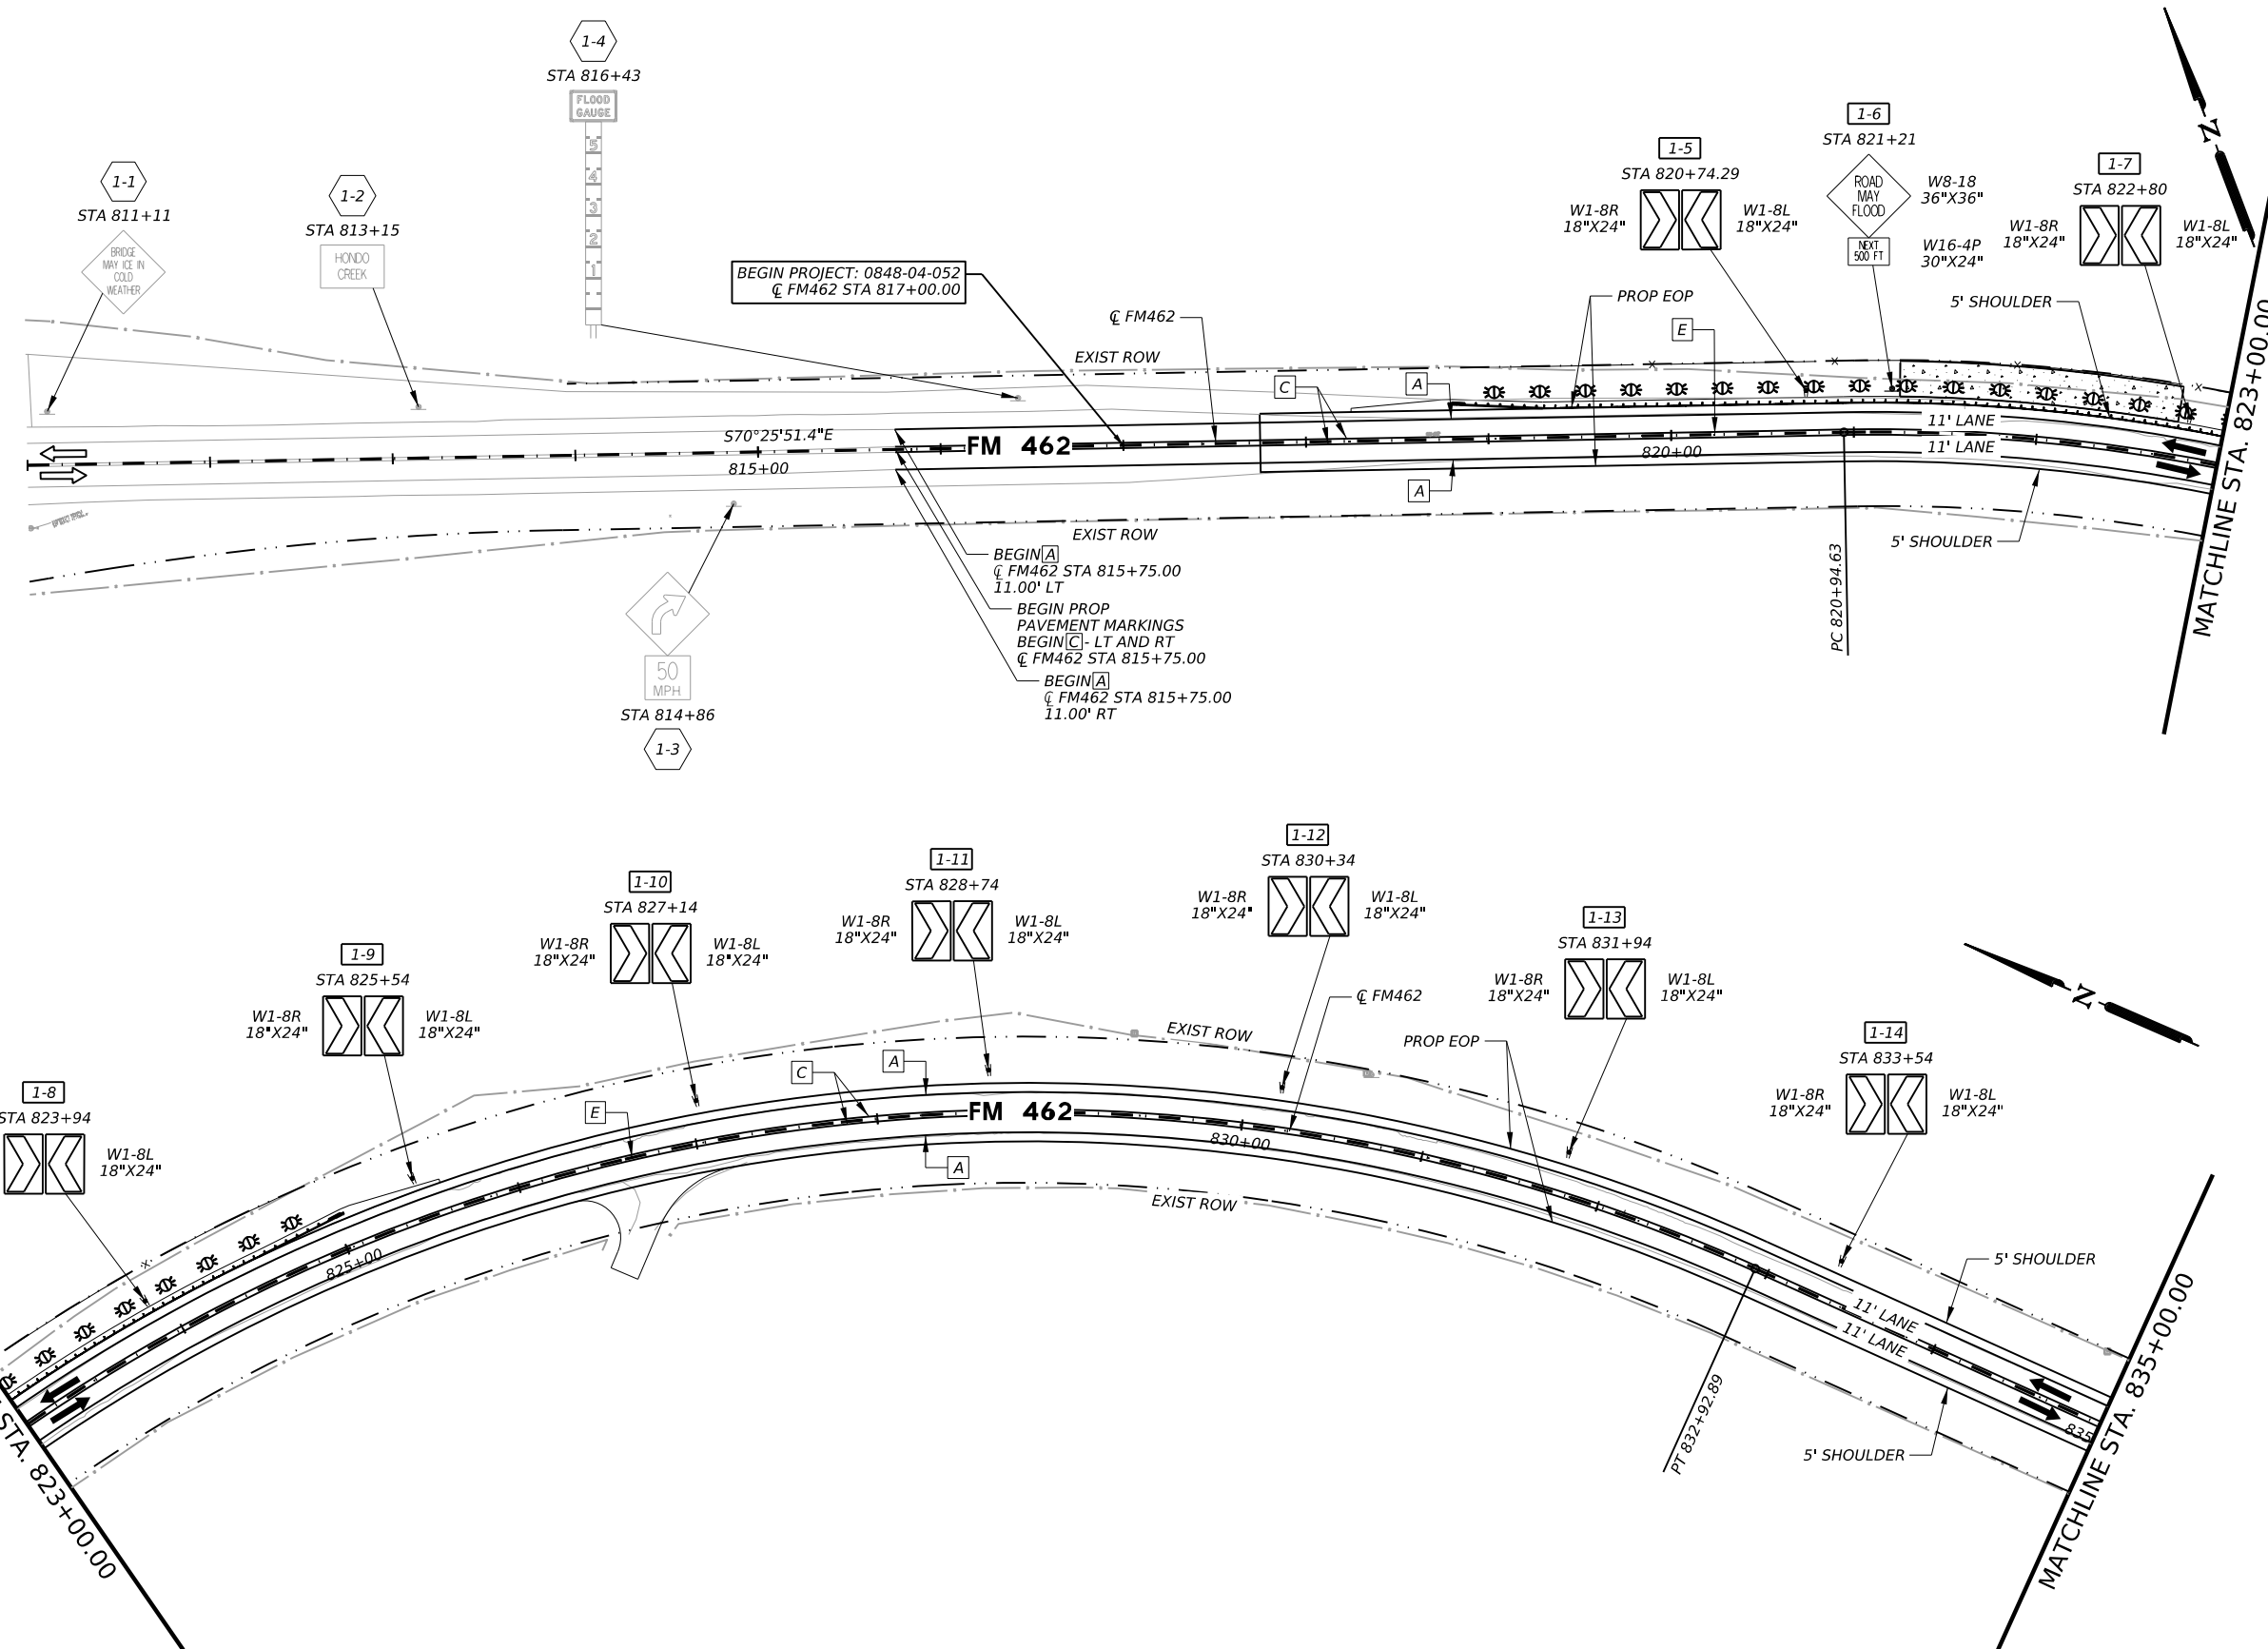 1-4
STA 816+43
FLOOD
GAUGE
5
4
3
2
1
1-1
STA 811+11
BRIDGE
MAY ICE IN
COLD
WEATHER
1-2
STA 813+15
HONDO
CREEK
BEGIN PROJECT: 0848-04-052
℄ FM462 STA 817+00.00
℄ FM462
EXIST ROW
1-5
STA 820+74.29
W1-8R
18"X24"
W1-8L
18"X24"
1-6
STA 821+21
ROAD
MAY
FLOOD
NEXT
500 FT
W8-18
36"X36"
W16-4P
30"X24"
1-7
STA 822+80
W1-8R
18"X24"
W1-8L
18"X24"
N
PROP EOP
5' SHOULDER
E
C
A
X
X
X
X
S70°25'51.4"E
815+00
FM 462
820+00
11' LANE
11' LANE
A
EXIST ROW
5' SHOULDER
PC 820+94.63
MATCHLINE STA. 823+00.00
BEGIN A
℄ FM462 STA 815+75.00
11.00' LT
BEGIN PROP
PAVEMENT MARKINGS
BEGIN C - LT AND RT
℄ FM462 STA 815+75.00
BEGIN A
℄ FM462 STA 815+75.00
11.00' RT
50
MPH
STA 814+86
1-3
1-8
STA 823+94
W1-8L
18"X24"
1-9
STA 825+54
W1-8R
18"X24"
W1-8L
18"X24"
1-10
STA 827+14
W1-8R
18"X24"
W1-8L
18"X24"
1-11
STA 828+74
W1-8R
18"X24"
W1-8L
18"X24"
1-12
STA 830+34
W1-8R
18"X24"
W1-8L
18"X24"
1-13
STA 831+94
W1-8R
18"X24"
W1-8L
18"X24"
1-14
STA 833+54
W1-8R
18"X24"
W1-8L
18"X24"
N
℄ FM462
EXIST ROW
PROP EOP
A
C
E
FM 462
830+00
A
EXIST ROW
X
825+00
5' SHOULDER
11' LANE
11' LANE
5' SHOULDER
PT 832+92.89
835
MATCHLINE STA. 835+00.00
STA. 823+00.00